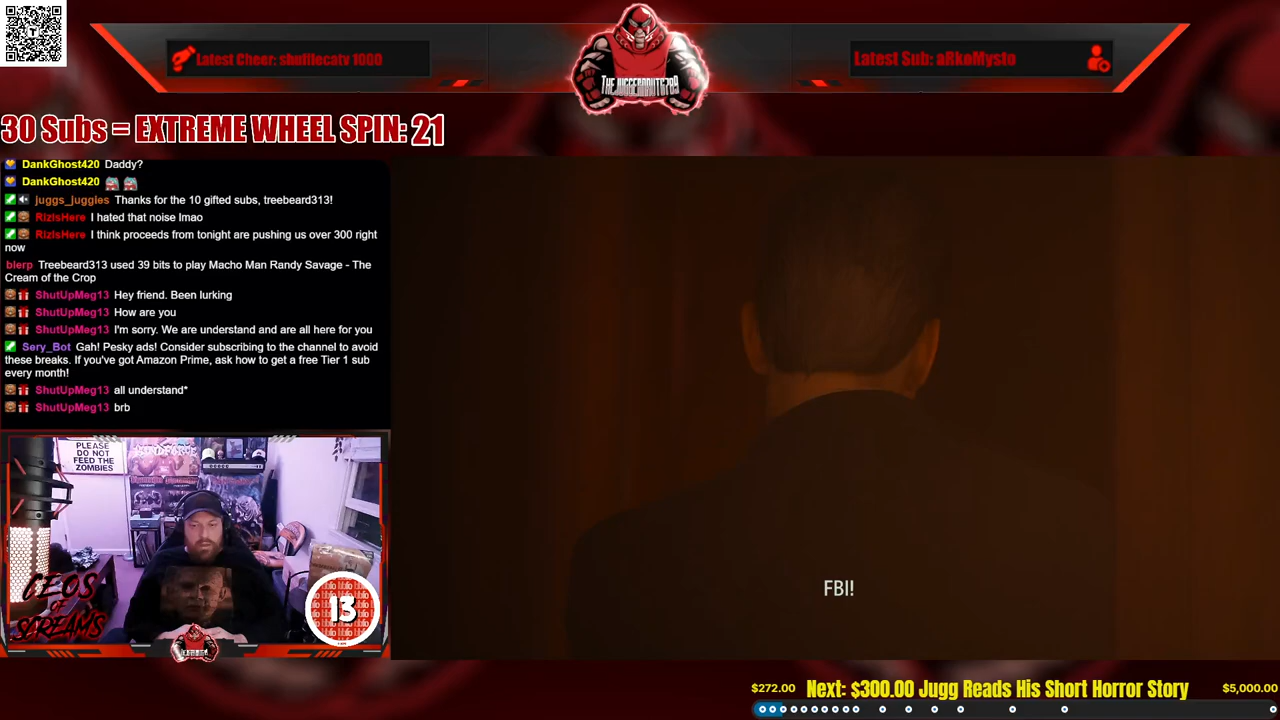 Latest Cheer: shufflecatv 1000
THEJUGGERNAUT6789
Latest Sub: aRkoMysto
30 Subs = EXTREME WHEEL SPIN: 21
DankGhost420 Daddy?
DankGhost420
juggs_juggles Thanks for the 10 gifted subs, treebeard313!
RizIsHere I hated that noise lmao
RizIsHere I think proceeds from tonight are pushing us over 300 right
now
blerp Treebeard313 used 39 bits to play Macho Man Randy Savage - The
Cream of the Crop
ShutUpMeg13 Hey friend. Been lurking
ShutUpMeg13 How are you
ShutUpMeg13 I'm sorry. We are understand and are all here for you
Sery_Bot Gah! Pesky ads! Consider subscribing to the channel to avoid
these breaks. If you've got Amazon Prime, ask how to get a free Tier 1 sub
every month!
ShutUpMeg13 all understand*
ShutUpMeg13 brb
PLEASE
DO NOT
FEED THE
ZOMBIES
CEOS
OF
SCREAMS
13
FBI!
$272.00 Next: $300.00 Jugg Reads His Short Horror Story $5,000.00